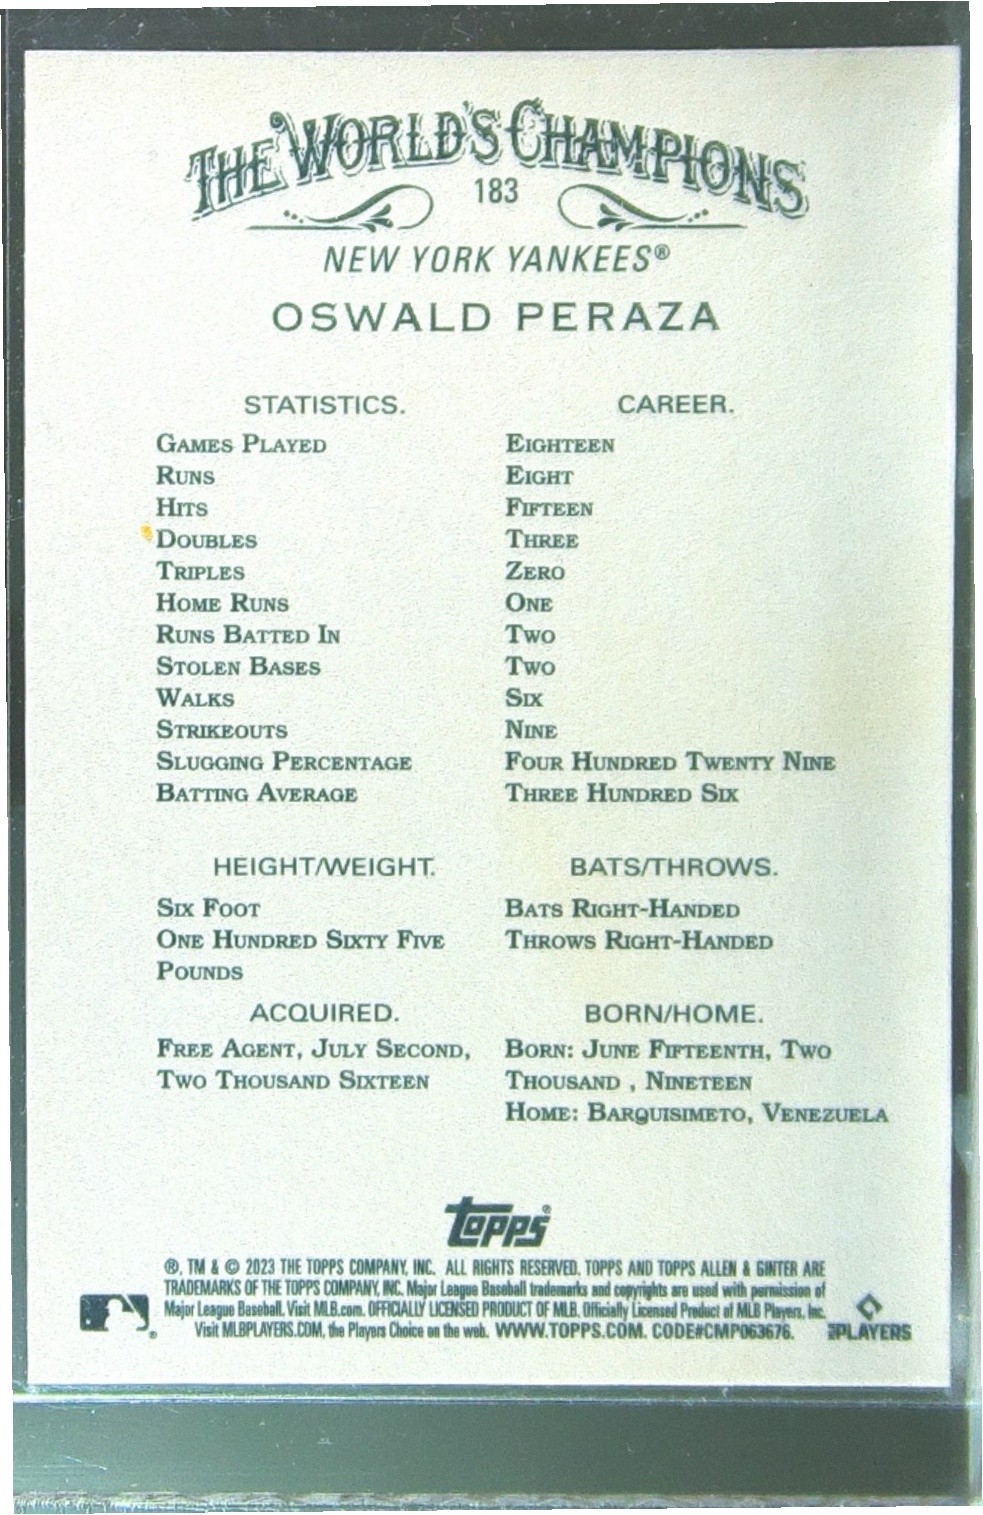 THE WORLD'S CHAMPIONS
183
NEW YORK YANKEES®
OSWALD PERAZA
STATISTICS. CAREER.
GAMES PLAYED EIGHTEEN
RUNS EIGHT
HITS FIFTEEN
DOUBLES THREE
TRIPLES ZERO
HOME RUNS ONE
RUNS BATTED IN TWO
STOLEN BASES TWO
WALKS SIX
STRIKEOUTS NINE
SLUGGING PERCENTAGE FOUR HUNDRED TWENTY NINE
BATTING AVERAGE THREE HUNDRED SIX
HEIGHT/WEIGHT. BATS/THROWS.
SIX FOOT BATS RIGHT-HANDED
ONE HUNDRED SIXTY FIVE THROWS RIGHT-HANDED
POUNDS
ACQUIRED. BORN/HOME.
FREE AGENT, JULY SECOND, BORN: JUNE FIFTEENTH, TWO
TWO THOUSAND SIXTEEN THOUSAND , NINETEEN
HOME: BARQUISIMETO, VENEZUELA
topps®
®, TM & © 2023 THE TOPPS COMPANY, INC. ALL RIGHTS RESERVED. TOPPS AND TOPPS ALLEN & GINTER ARE
TRADEMARKS OF THE TOPPS COMPANY, INC. Major League Baseball trademarks and copyrights are used with permission of
Major League Baseball. Visit MLB.com. OFFICIALLY LICENSED PRODUCT OF MLB. Officially Licensed Product of MLB Players, Inc.
Visit MLBPLAYERS.COM, the Players Choice on the web. WWW.TOPPS.COM. CODE#CMP063676.
PLAYERS